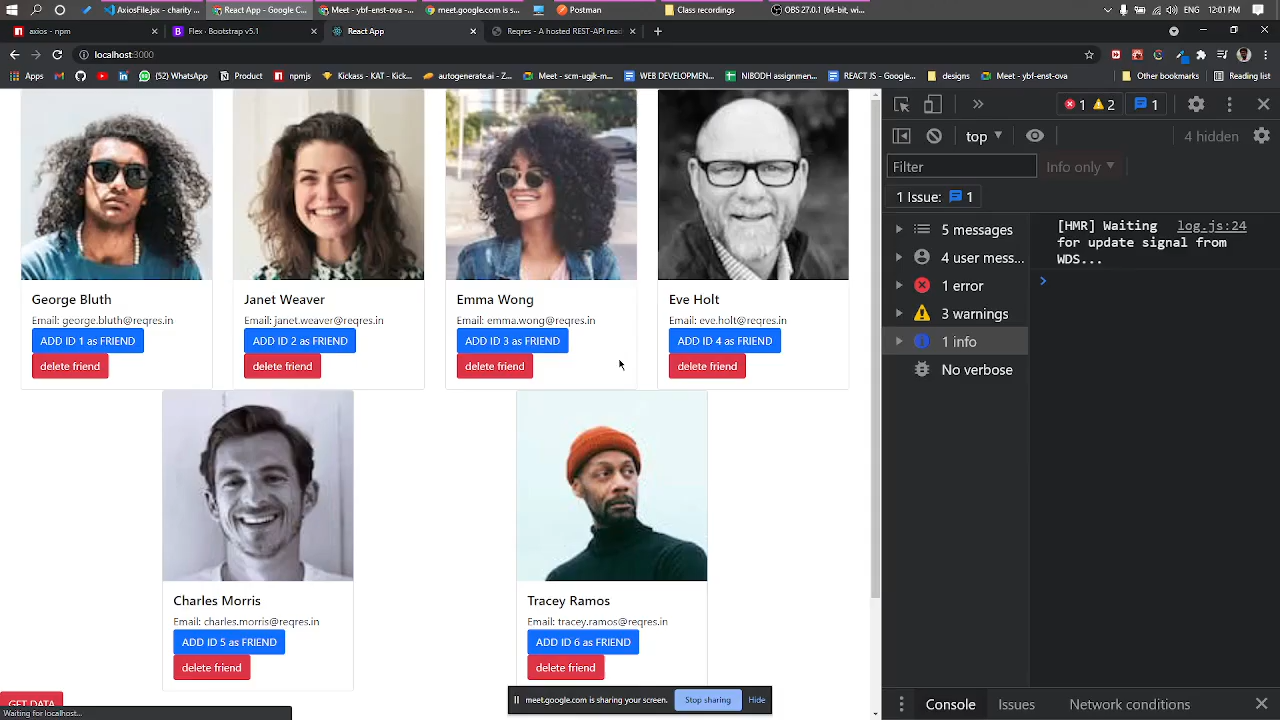 AxiosFile.jsx - charity ...
React App - Google C...
Meet - ybf-enst-ova -...
meet.google.com is s...
Postman
Class recordings
OBS 27.0.1 (64-bit, wi...
ENG
12:01 PM
axios - npm
Flex · Bootstrap v5.1
React App
Reqres - A hosted REST-API read
localhost:3000
Apps
(52) WhatsApp
Product
npmjs
Kickass - KAT - Kick...
autogenerate.ai - Z...
Meet - scm-ugjk-m...
WEB DEVELOPMEN...
NIBODH assignmen...
REACT JS - Google...
designs
Meet - ybf-enst-ova
Other bookmarks
Reading list
1 2 1
top
4 hidden
Filter
Info only
1 Issue: 1
5 messages
4 user mess...
1 error
3 warnings
1 info
No verbose
[HMR] Waiting log.js:24
for update signal from
WDS...
George Bluth
Email: george.bluth@reqres.in
ADD ID 1 as FRIEND
delete friend
Janet Weaver
Email: janet.weaver@reqres.in
ADD ID 2 as FRIEND
delete friend
Emma Wong
Email: emma.wong@reqres.in
ADD ID 3 as FRIEND
delete friend
Eve Holt
Email: eve.holt@reqres.in
ADD ID 4 as FRIEND
delete friend
Charles Morris
Email: charles.morris@reqres.in
ADD ID 5 as FRIEND
delete friend
Tracey Ramos
Email: tracey.ramos@reqres.in
ADD ID 6 as FRIEND
delete friend
GET DATA
Waiting for localhost...
meet.google.com is sharing your screen.
Stop sharing
Hide
Console
Issues
Network conditions